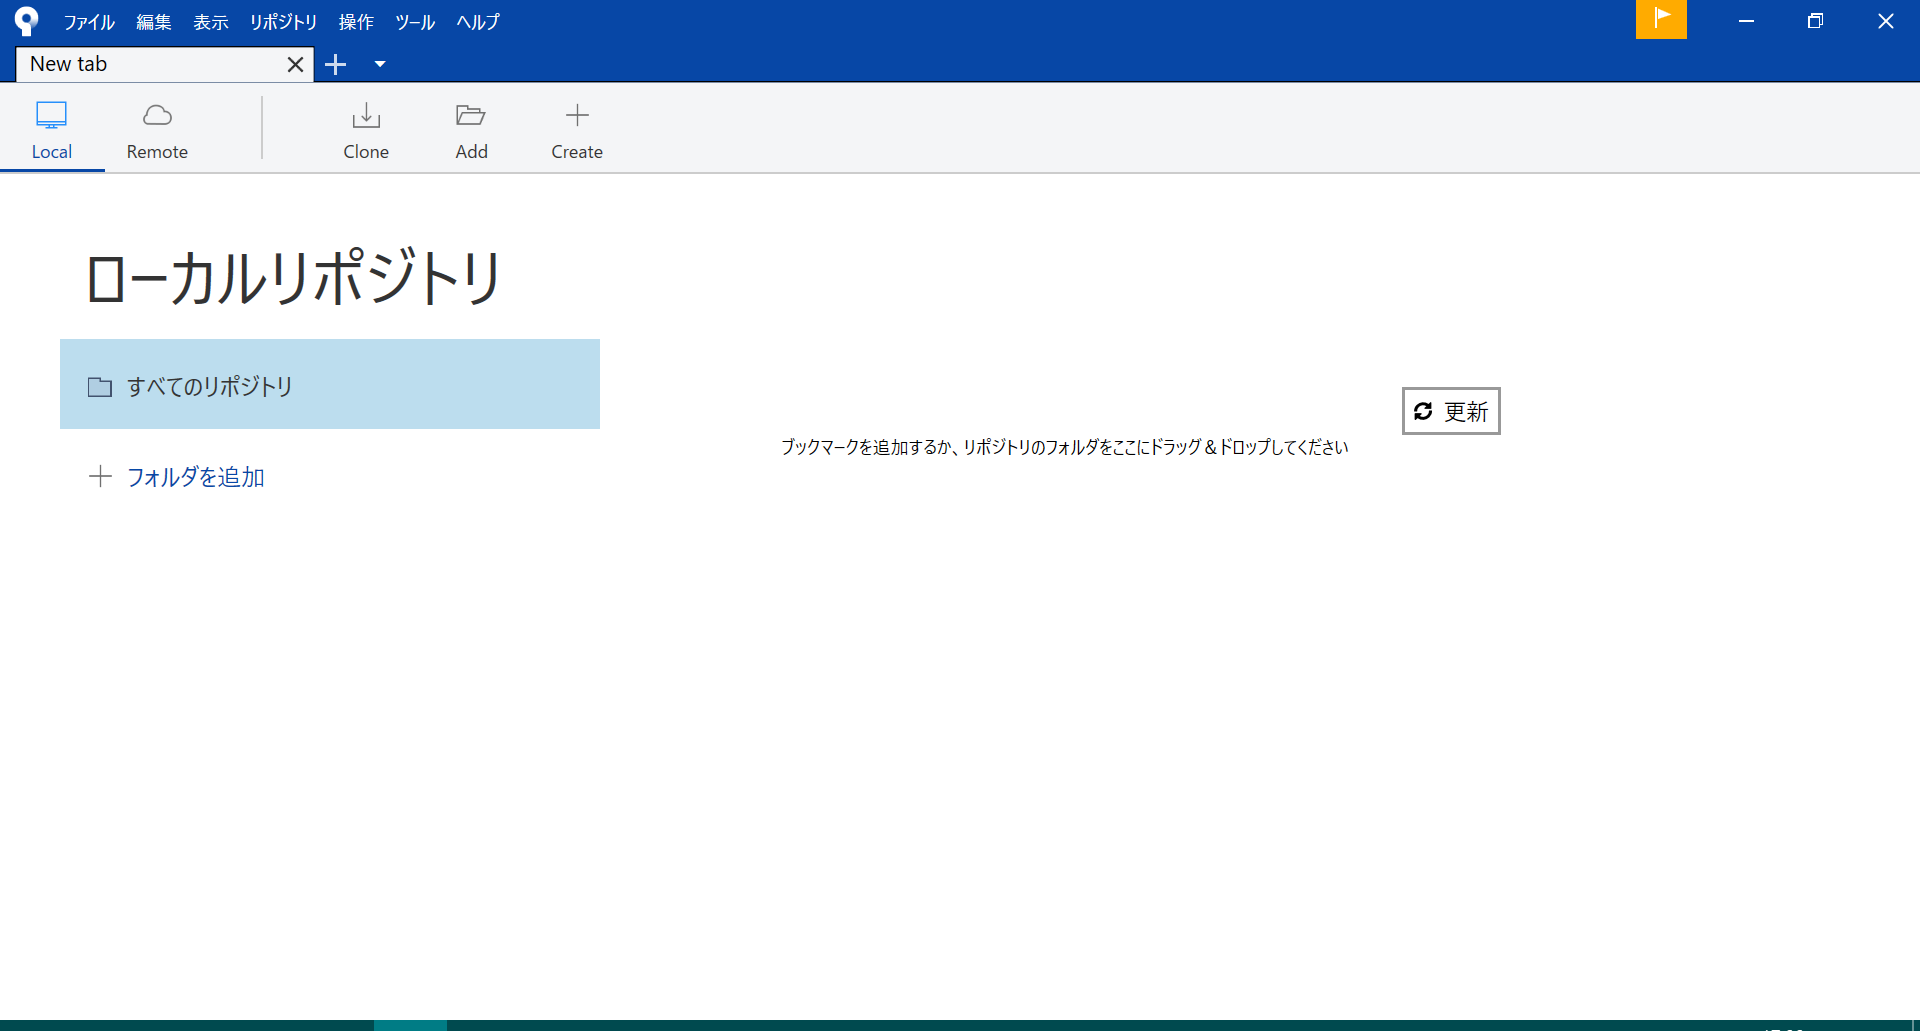 ファイル 編集 表示 リポジトリ 操作 ツール ヘルプ
New tab
Local Remote Clone Add Create
ローカルリポジトリ
すべてのリポジトリ
更新
ブックマークを追加するか、リポジトリのフォルダをここにドラッグ＆ドロップしてください
フォルダを追加